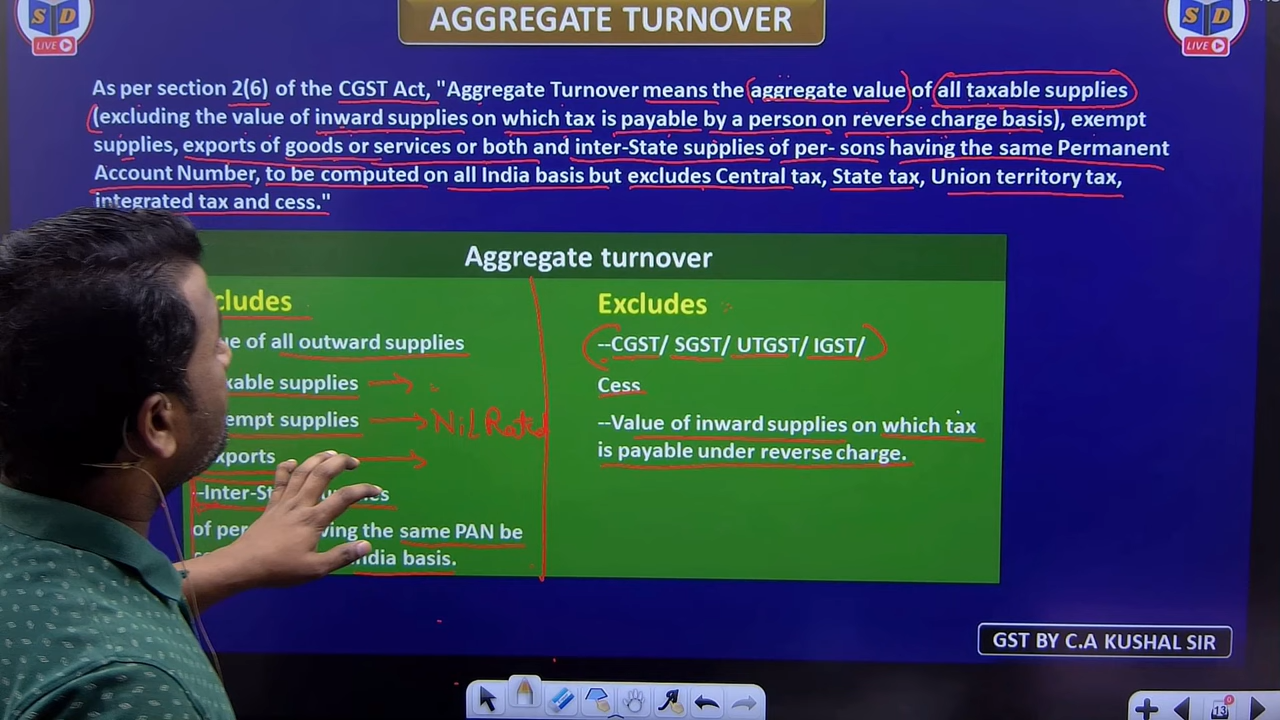 S D
LIVE
AGGREGATE TURNOVER
S D
LIVE
As per section 2(6) of the CGST Act, "Aggregate Turnover means the aggregate value of all taxable supplies
(excluding the value of inward supplies on which tax is payable by a person on reverse charge basis), exempt
supplies, exports of goods or services or both and inter-State supplies of per- sons having the same Permanent
Account Number, to be computed on all India basis but excludes Central tax, State tax, Union territory tax,
integrated tax and cess."
Aggregate turnover
cludes
of all outward supplies
xable supplies
empt supplies
NiL Rated
xports
--Inter-St
of per ving the same PAN be
ndia basis.
Excludes
--CGST/ SGST/ UTGST/ IGST/
Cess
--Value of inward supplies on which tax
is payable under reverse charge.
GST BY C.A KUSHAL SIR
13